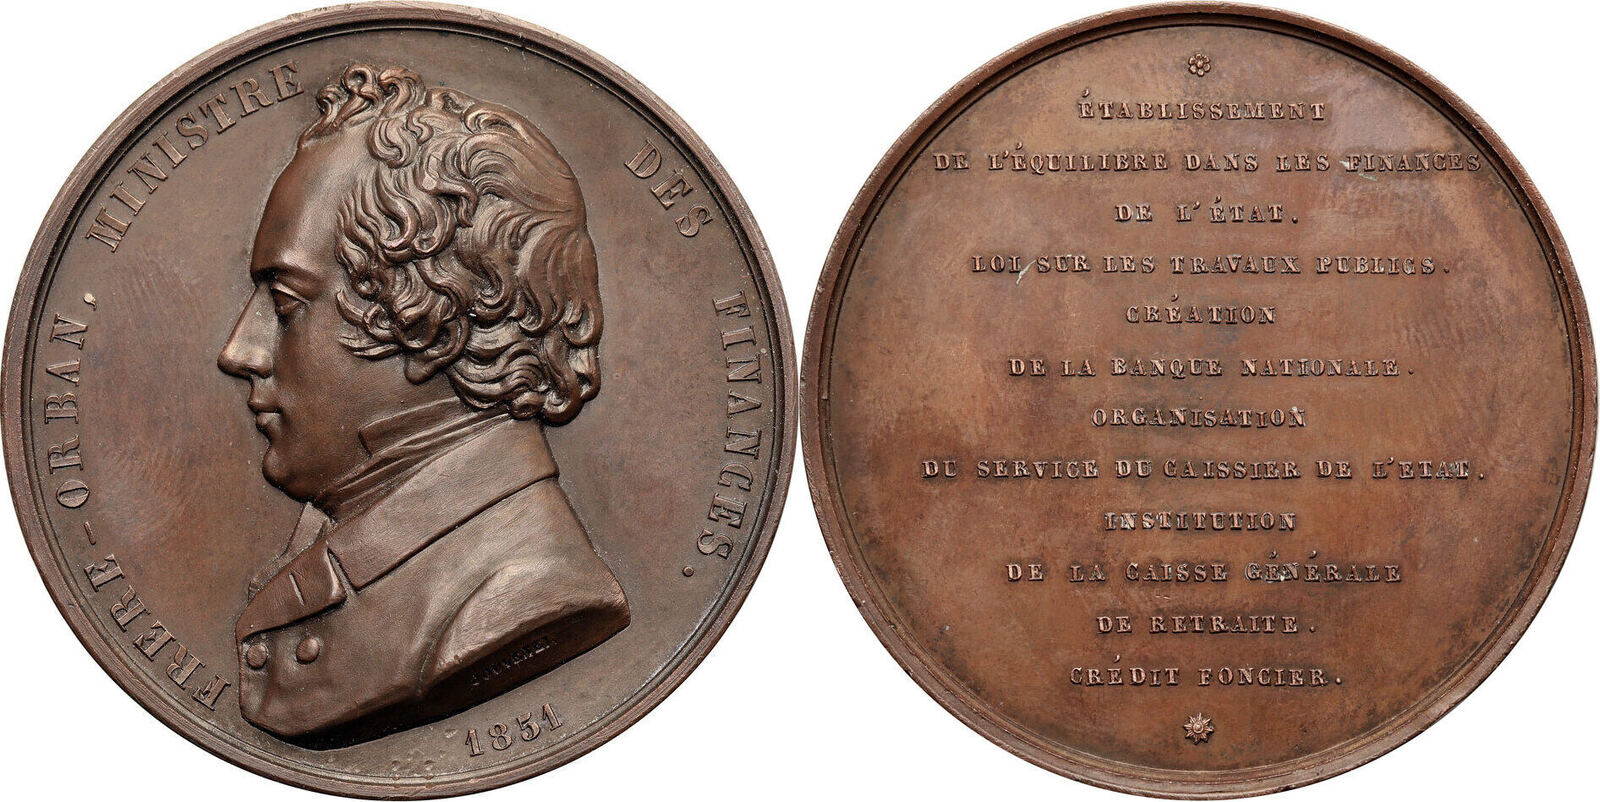 FRERE-ORBAN, MINISTRE DES FINANCES.
1851
JOUVENEL
ÉTABLISSEMENT
DE L'ÉQUILIBRE DANS LES FINANCES
DE L'ÉTAT.
LOI SUR LES TRAVAUX PUBLICS.
CRÉATION
DE LA BANQUE NATIONALE.
ORGANISATION
DU SERVICE DU CAISSIER DE L'ETAT.
INSTITUTION
DE LA CAISSE GÉNÉRALE
DE RETRAITE.
CRÉDIT FONCIER.